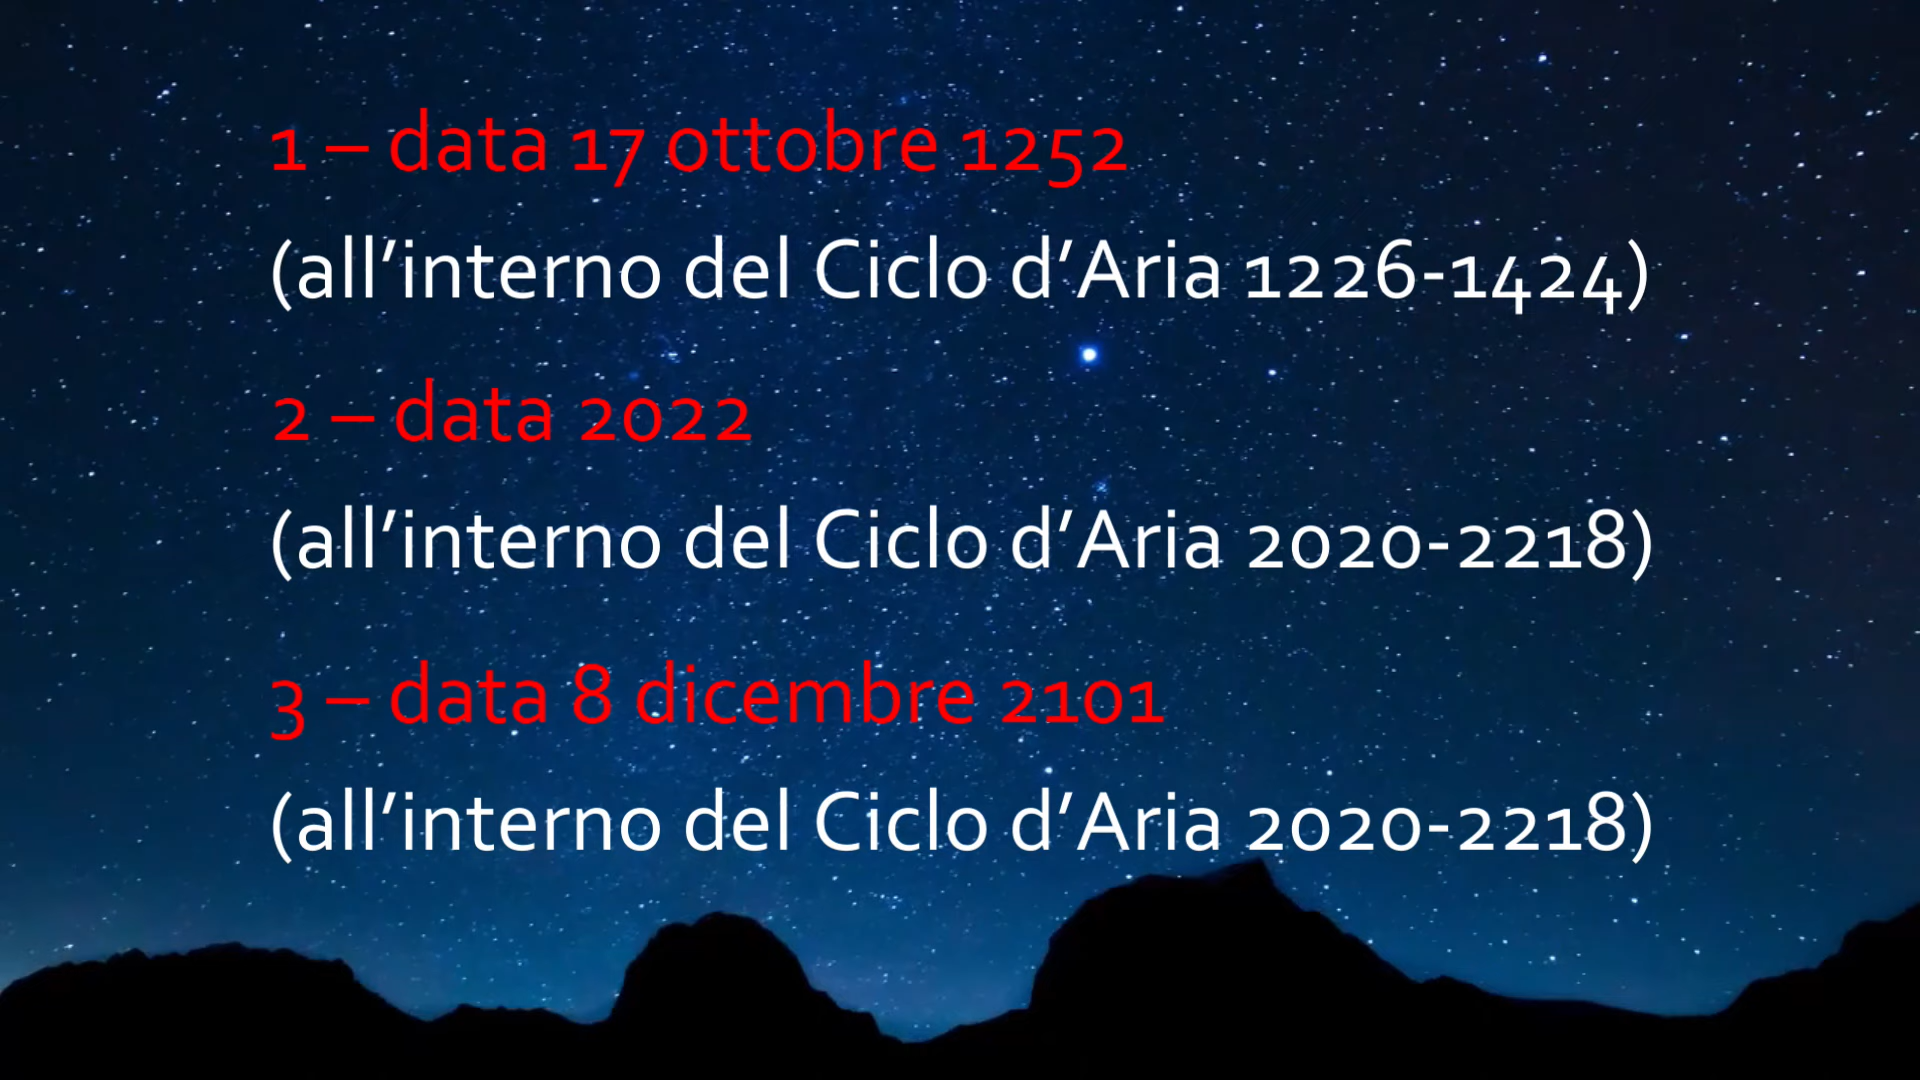 1 – data 17 ottobre 1252
(all’interno del Ciclo d’Aria 1226-1424)
2 – data 2022
(all’interno del Ciclo d’Aria 2020-2218)
3 – data 8 dicembre 2101
(all’interno del Ciclo d’Aria 2020-2218)